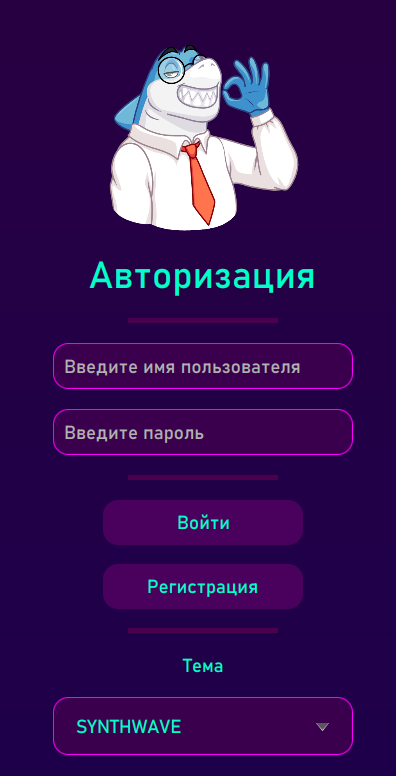 Авторизация
Введите имя пользователя
Введите пароль
Войти
Регистрация
Тема
SYNTHWAVE